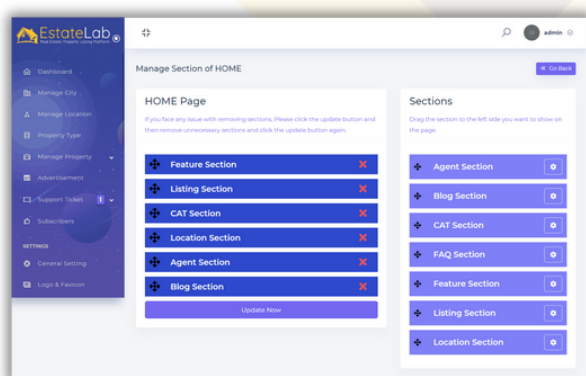 EstateLab
Real Estate Property Listing Platform
admin
Dashboard
Manage City
Manage Location
Property Type
Manage Property
Advertisement
Support Ticket 1
Subscribers
SETTINGS
General Setting
Logo & Favicon
Manage Section of HOME
Go Back
HOME Page
If you face any issue with removing sections, Please click the update button and
then remove unnecessary sections and click the update button again.
Feature Section
Listing Section
CAT Section
Location Section
Agent Section
Blog Section
Update Now
Sections
Drag the section to the left side you want to show on
the page.
Agent Section
Blog Section
CAT Section
FAQ Section
Feature Section
Listing Section
Location Section